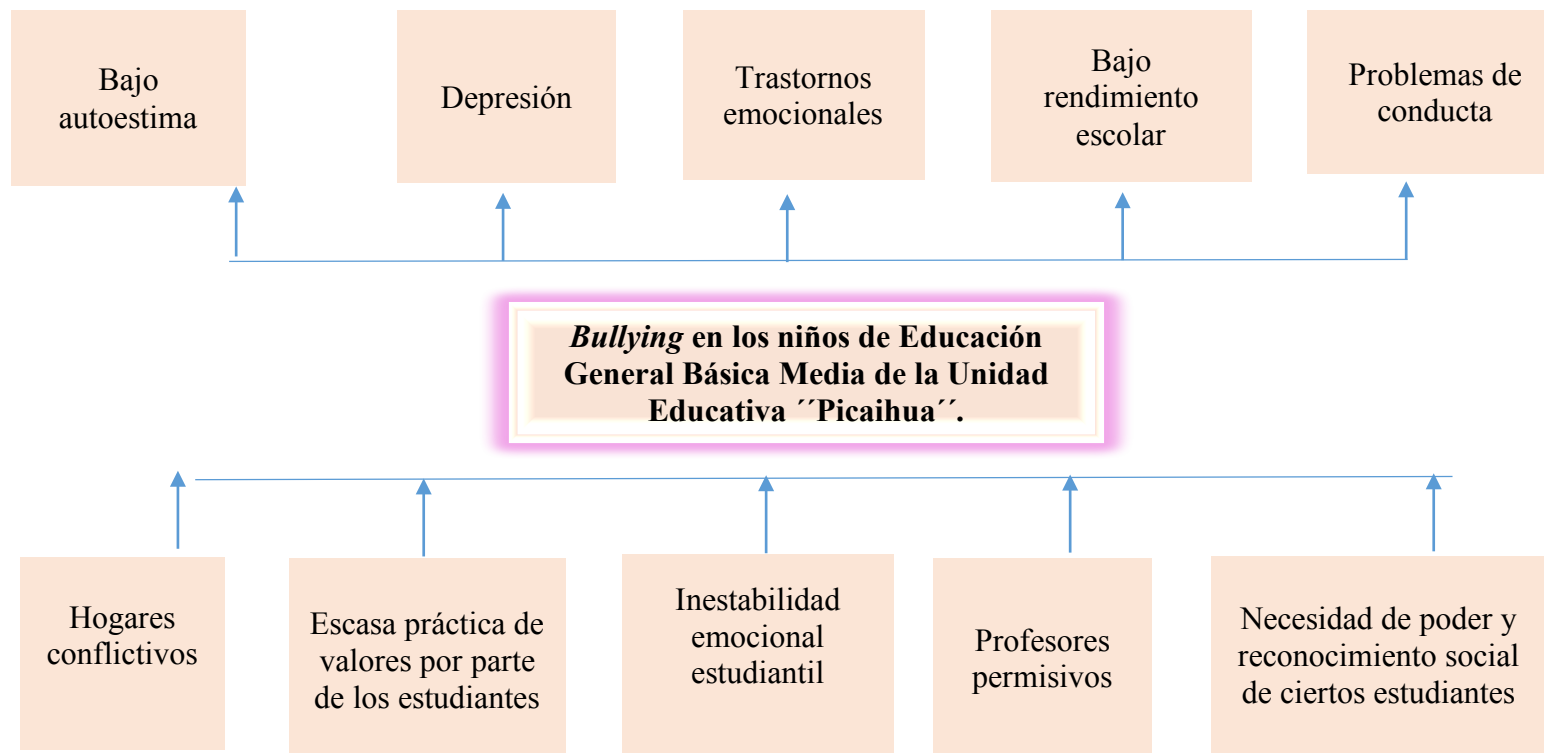 Bajo
autoestima
Depresión
Trastornos
emocionales
Bajo
rendimiento
escolar
Problemas de
conducta
Bullying en los niños de Educación
General Básica Media de la Unidad
Educativa ´´Picaihua´´.
Hogares
conflictivos
Escasa práctica de
valores por parte
de los estudiantes
Inestabilidad
emocional
estudiantil
Profesores
permisivos
Necesidad de poder y
reconocimiento social
de ciertos estudiantes